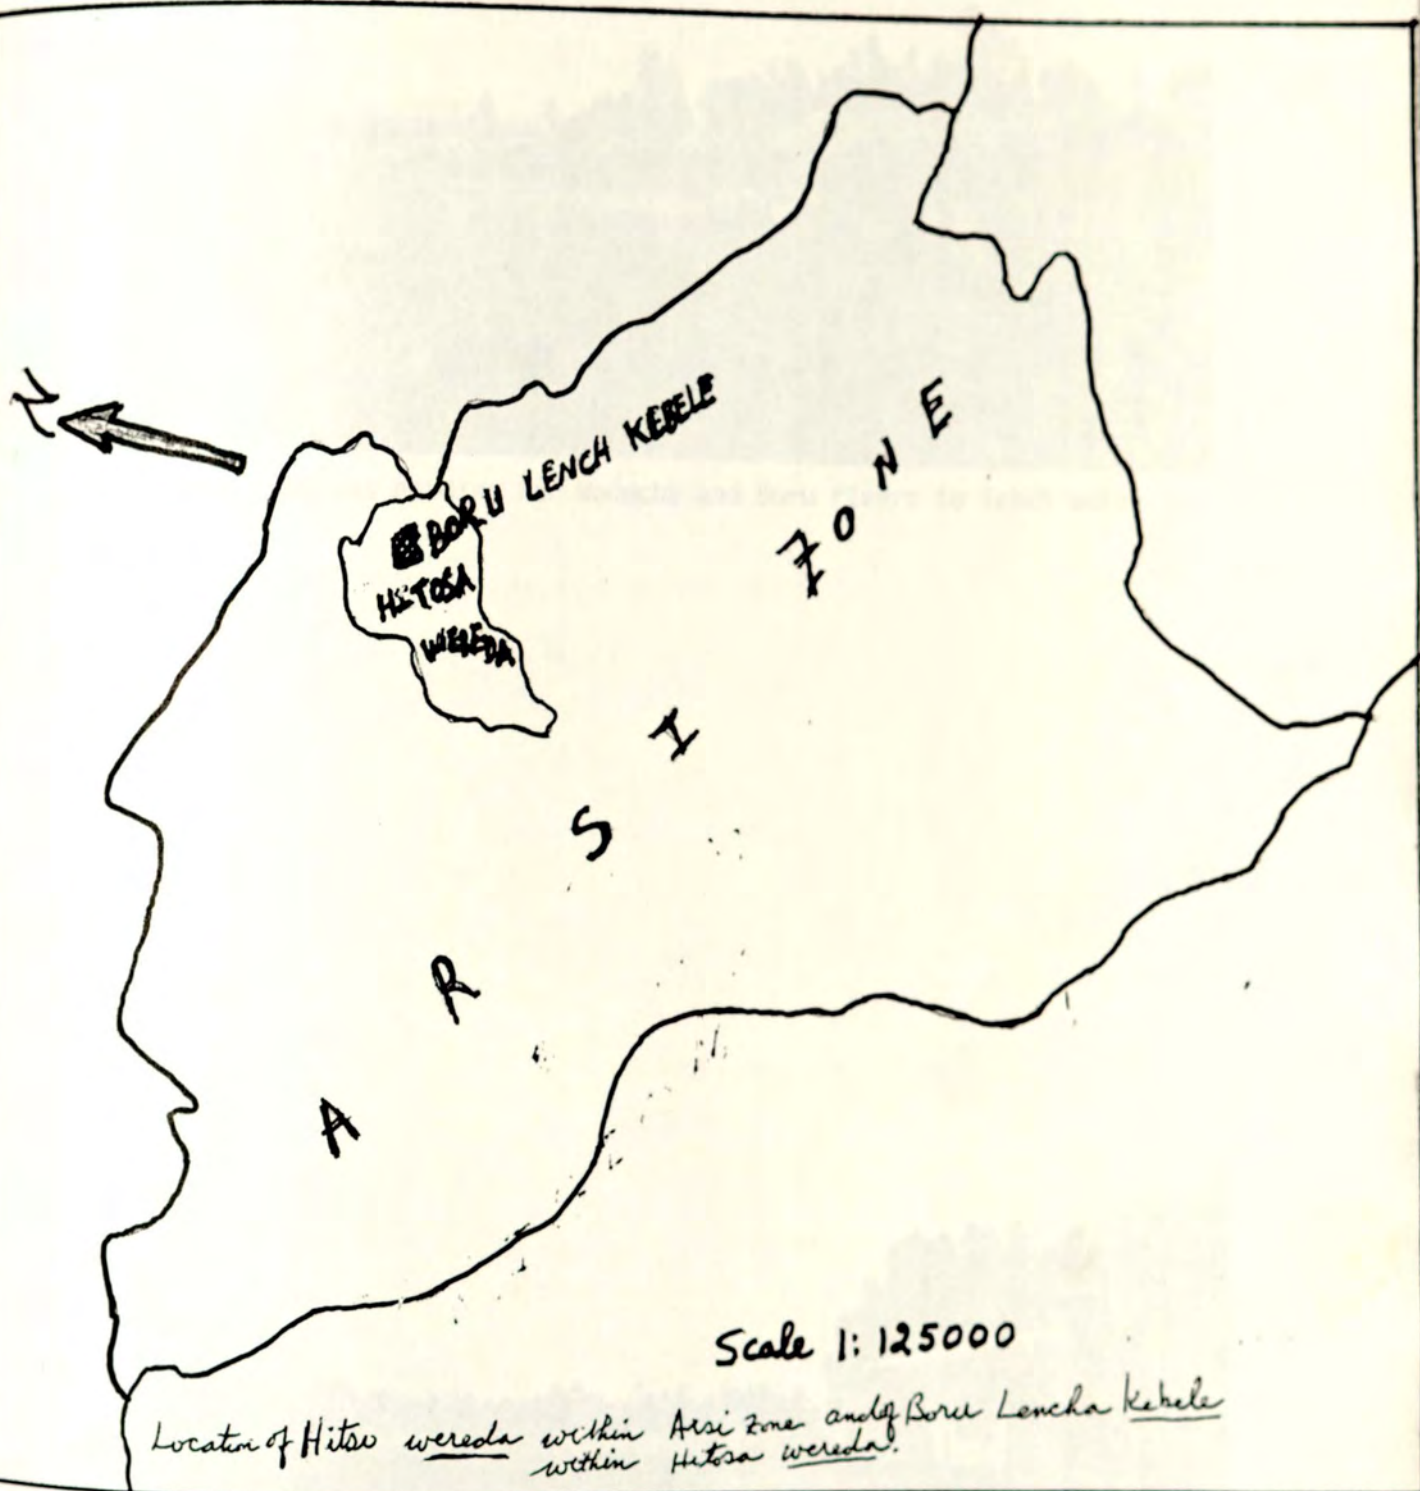 N
BORU LENCH KEBELE
HITOSA
WEREDA
ARSI ZONE
Scale 1: 125000
Location of Hitso wereda within Arsi Zone and of Boru Lencha Kebele
within Hitosa wereda.